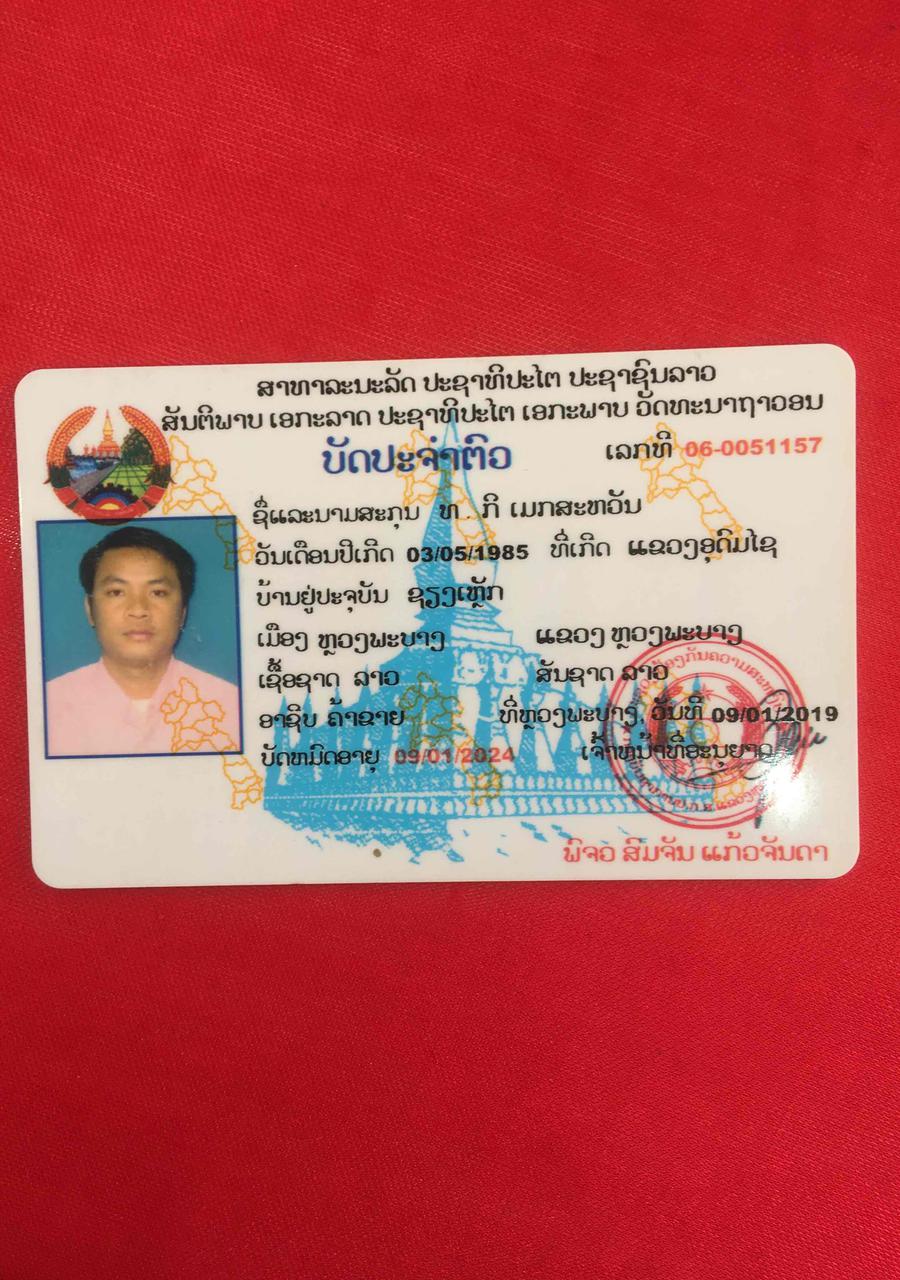 ສາທາລະນະລັດ ປະຊາທິປະໄຕ ປະຊາຊົນລາວ
ສັນຕິພາບ ເອກະລາດ ປະຊາທິປະໄຕ ເອກະພາບ ວັດທະນາຖາວອນ
ບັດປະຈຳຕົວ
ເລກທີ 06-0051157
ຊື່ແລະນາມສະກຸນ ທ . ກີ ເມກສະຫວັນ
ວັນເດືອນປີເກີດ 03/05/1985 ທີ່ເກີດ ແຂວງອຸດົມໄຊ
ບ້ານຢູ່ປະຈຸບັນ ຊຽງເຫຼັກ
ເມືອງ ຫຼວງພະບາງ ແຂວງ ຫຼວງພະບາງ
ເຊື້ອຊາດ ລາວ ສັນຊາດ ລາວ
ອາຊີບ ຄ້າຂາຍ ທີ່ຫຼວງພະບາງ, ວັນທີ 09/01/2019
ບັດຫມົດອາຍຸ 09/01/2024 ເຈົ້າຫນ້າທີ່ອະນຸຍາດ
ພົຈວ ສົມຈັນ ແກ້ວຈັນດາ